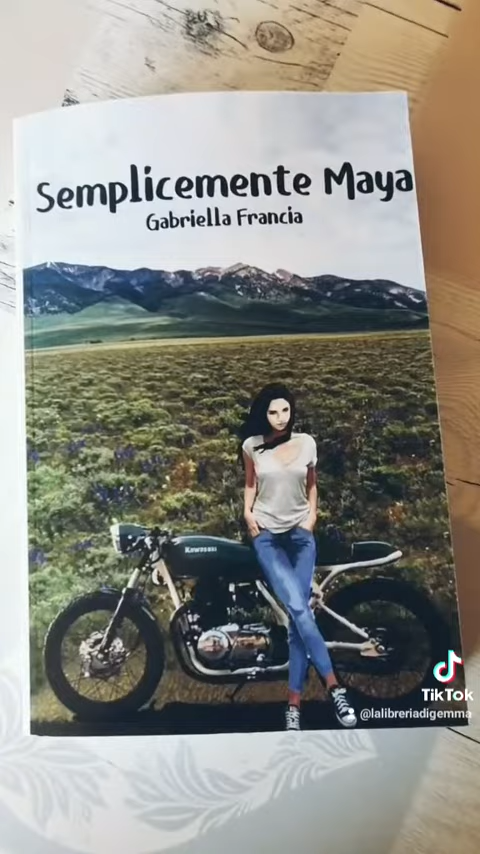 Semplicemente Maya
Gabriella Francia
Kawasaki
TikTok
@lalibreriadigemma